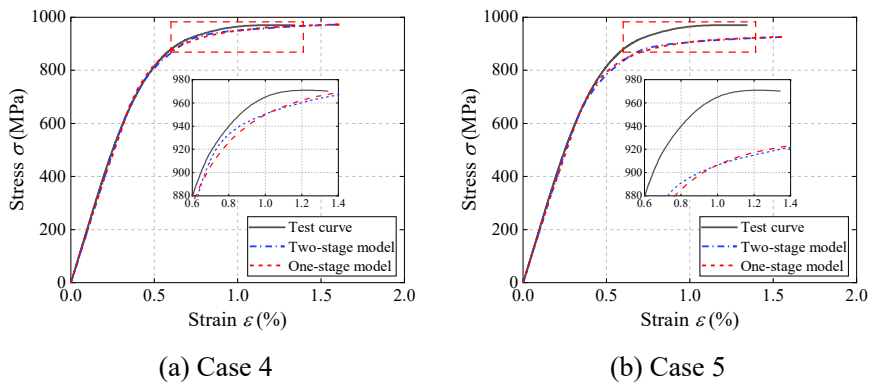 1000
800
600
400
200
0
Stress σ (MPa)
980
960
940
920
900
880
0.6 0.8 1.0 1.2 1.4
Test curve
Two-stage model
One-stage model
0.0 0.5 1.0 1.5 2.0
Strain ε (%)
(a) Case 4
1000
800
600
400
200
0
Stress σ (MPa)
980
960
940
920
900
880
0.6 0.8 1.0 1.2 1.4
Test curve
Two-stage model
One-stage model
0.0 0.5 1.0 1.5 2.0
Strain ε (%)
(b) Case 5